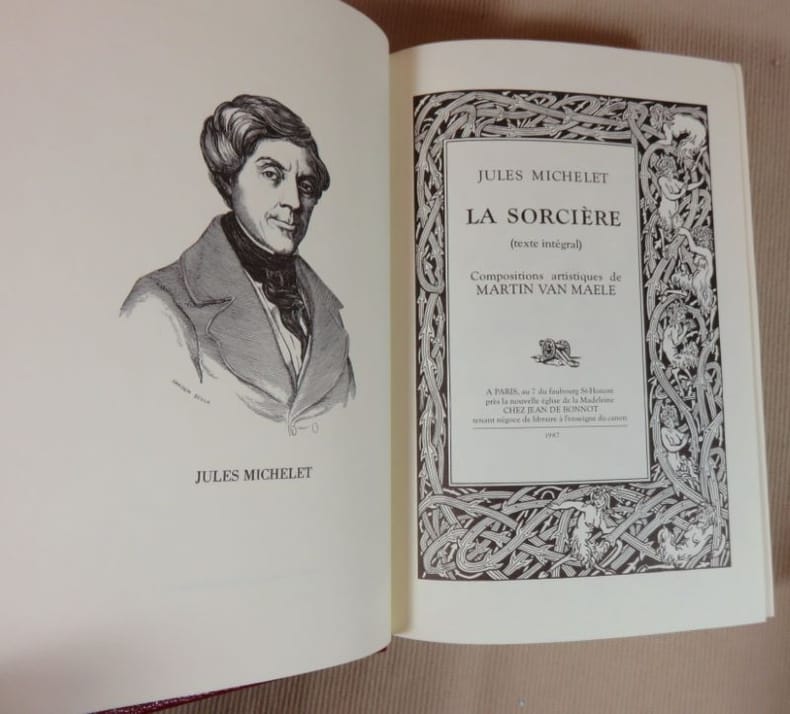 JULES MICHELET
JULES MICHELET
LA SORCIÈRE
(texte intégral)
Compositions artistiques de
MARTIN VAN MAELE
A PARIS, au 7 du faubourg St-Honoré
près la nouvelle église de la Madeleine
CHEZ JEAN DE BONNOT
tenant négoce de libraire à l'enseigne du canon
1987